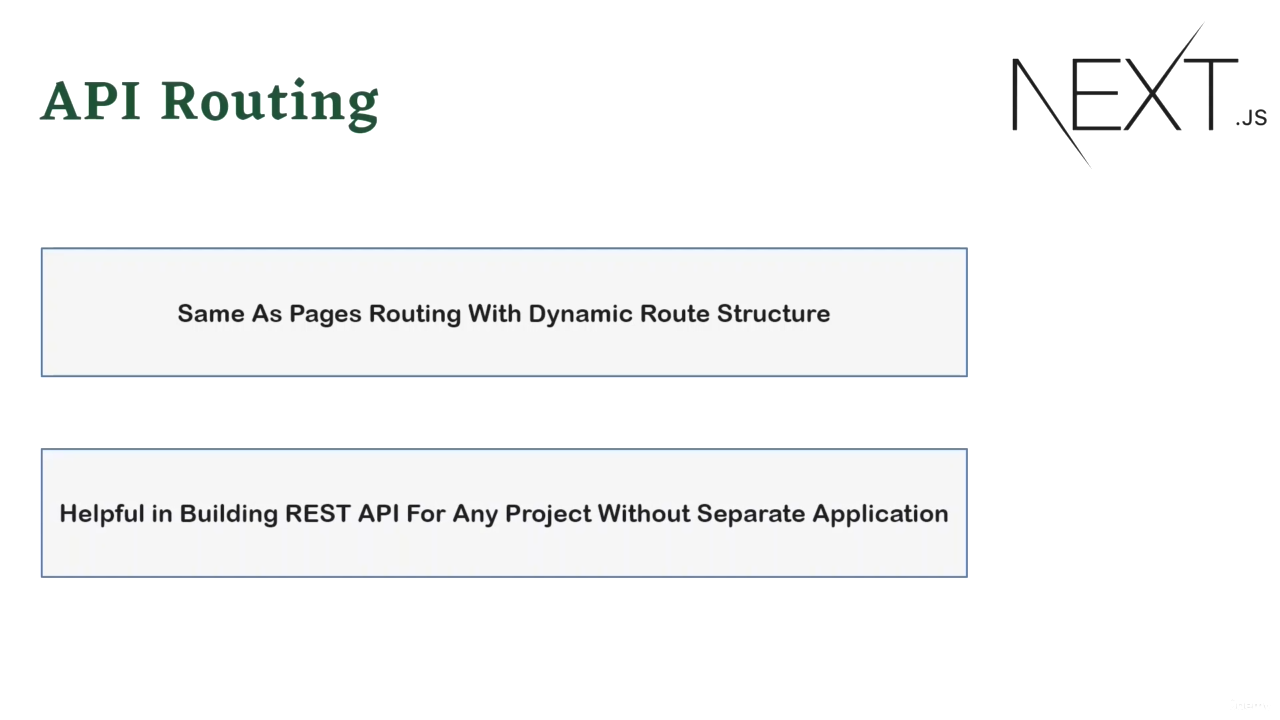 API Routing
NEXT.JS
Same As Pages Routing With Dynamic Route Structure
Helpful in Building REST API For Any Project Without Separate Application